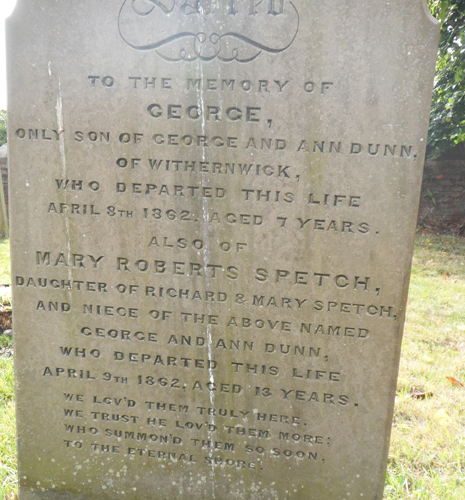 Sacred
TO THE MEMORY OF
GEORGE,
ONLY SON OF GEORGE AND ANN DUNN,
OF WITHERNWICK,
WHO DEPARTED THIS LIFE
APRIL 8TH 1862, AGED 7 YEARS.
ALSO OF
MARY ROBERTS SPETCH,
DAUGHTER OF RICHARD & MARY SPETCH,
AND NIECE OF THE ABOVE NAMED
GEORGE AND ANN DUNN,
WHO DEPARTED THIS LIFE
APRIL 9TH 1862, AGED 13 YEARS.
WE LOV'D THEM TRULY HERE,
WE TRUST HE LOV'D THEM MORE;
WHO SUMMON'D THEM SO SOON,
TO THE ETERNAL SHORE.